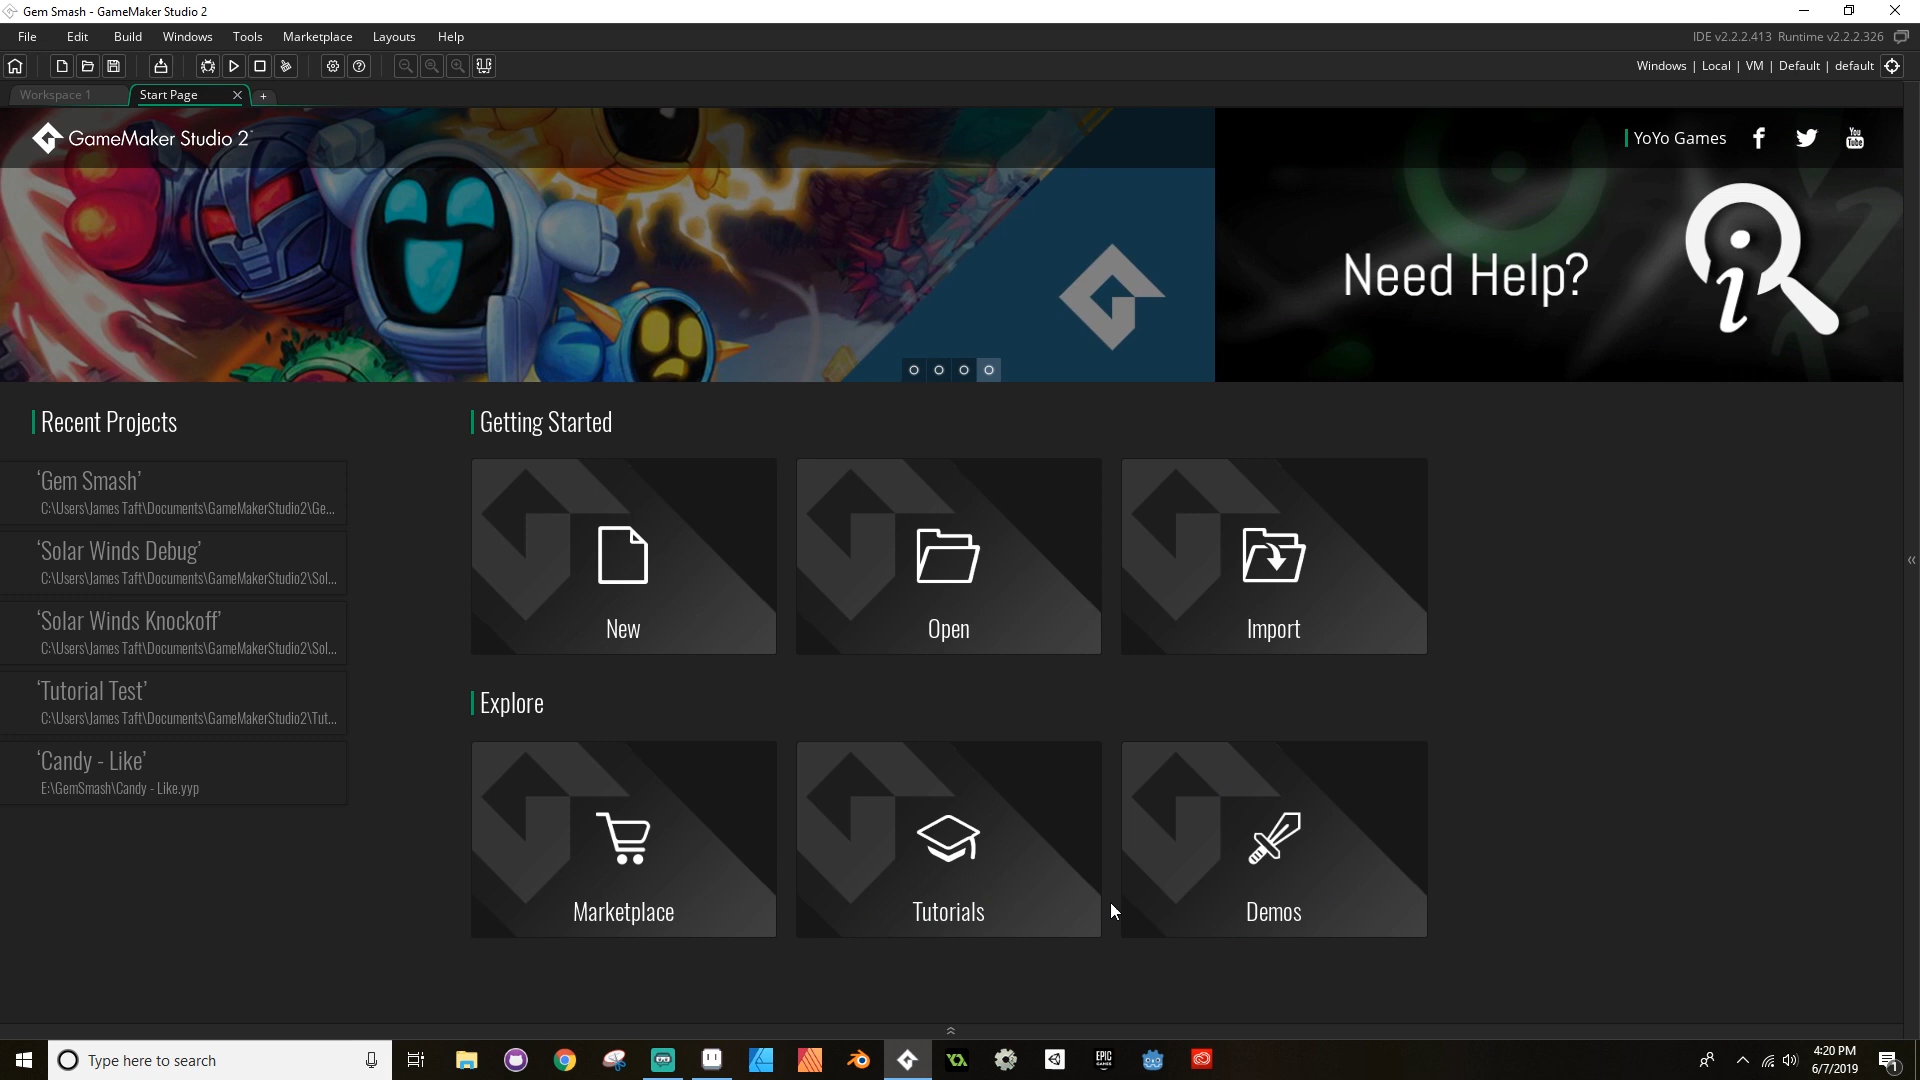 Gem Smash - GameMaker Studio 2
File Edit Build Windows Tools Marketplace Layouts Help
IDE v2.2.2.413 Runtime v2.2.2.326
Windows | Local | VM | Default | default
Workspace 1
Start Page
GameMaker Studio 2
YoYo Games
You Tube
Need Help?
Recent Projects
'Gem Smash'
C:\Users\James Taft\Documents\GameMakerStudio2\Ge...
'Solar Winds Debug'
C:\Users\James Taft\Documents\GameMakerStudio2\Sol...
'Solar Winds Knockoff'
C:\Users\James Taft\Documents\GameMakerStudio2\Sol...
'Tutorial Test'
C:\Users\James Taft\Documents\GameMakerStudio2\Tut...
'Candy - Like'
E:\GemSmash\Candy - Like.yyp
Getting Started
New
Open
Import
Explore
Marketplace
Tutorials
Demos
Type here to search
EPIC GAMES
4:20 PM
6/7/2019
1